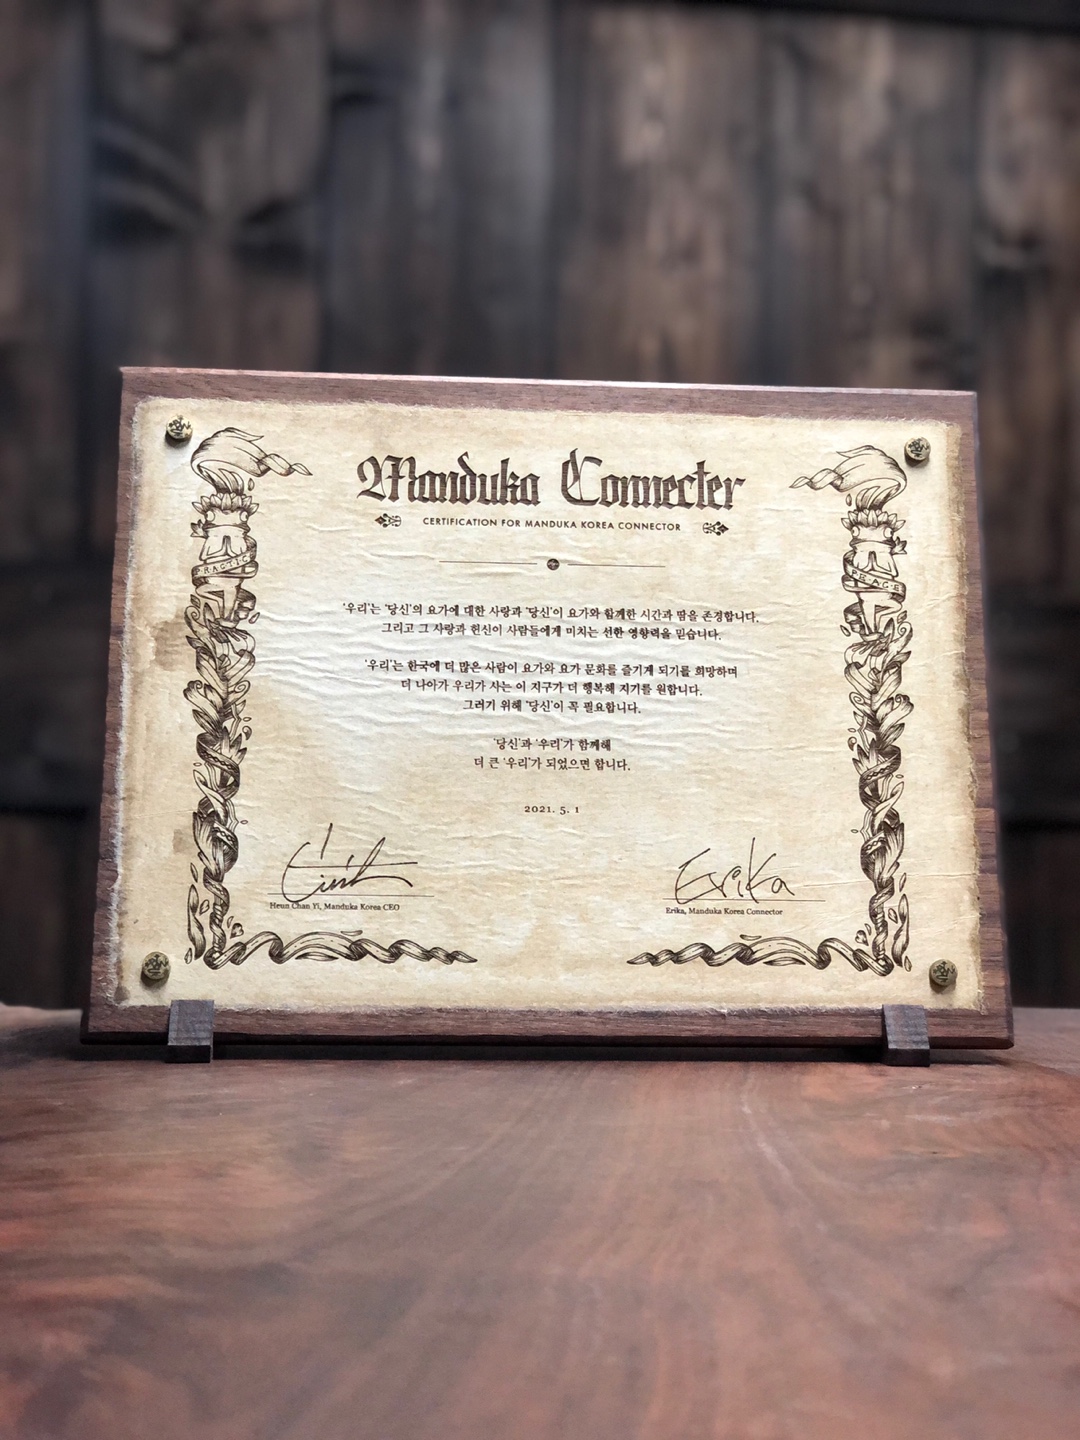 Manduka Connecter
CERTIFICATION FOR MANDUKA KOREA CONNECTOR
PRACTICE
PEACE
'우리'는 '당신'의 요가에 대한 사랑과 '당신'이 요가와 함께한 시간과 땀을 존경합니다.
그리고 그 사랑과 헌신이 사람들에게 미치는 선한 영향력을 믿습니다.
'우리'는 한국에 더 많은 사람이 요가와 요가 문화를 즐기게 되기를 희망하며
더 나아가 우리가 사는 이 지구가 더 행복해 지기를 원합니다.
그러기 위해 '당신'이 꼭 필요합니다.
'당신'과 '우리'가 함께해
더 큰 '우리'가 되었으면 합니다.
2021. 5. 1
Erika
Heun Chan Yi, Manduka Korea CEO
Erika, Manduka Korea Connector